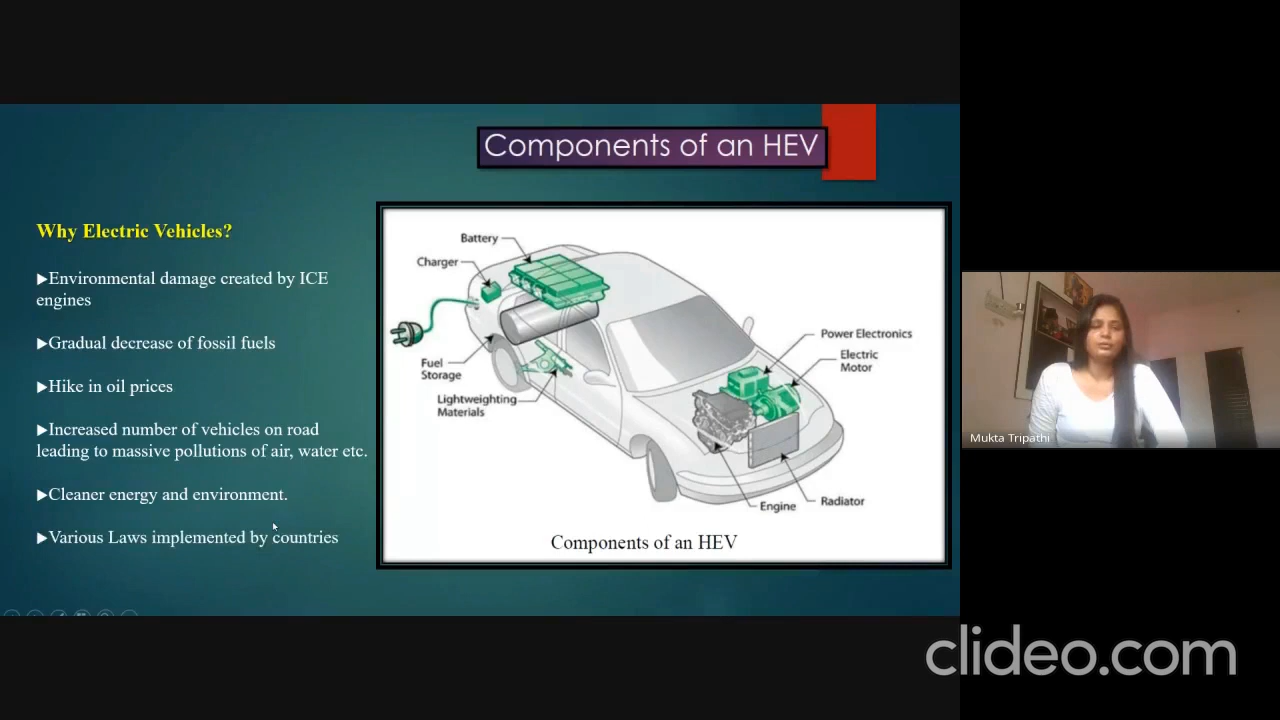 Components of an HEV
Why Electric Vehicles?
▶Environmental damage created by ICE
engines
▶Gradual decrease of fossil fuels
▶Hike in oil prices
▶Increased number of vehicles on road
leading to massive pollutions of air, water etc.
▶Cleaner energy and environment.
▶Various Laws implemented by countries
Battery
Charger
Fuel
Storage
Lightweighting
Materials
Power Electronics
Electric
Motor
Engine
Radiator
Components of an HEV
Mukta Tripathi
clideo.com